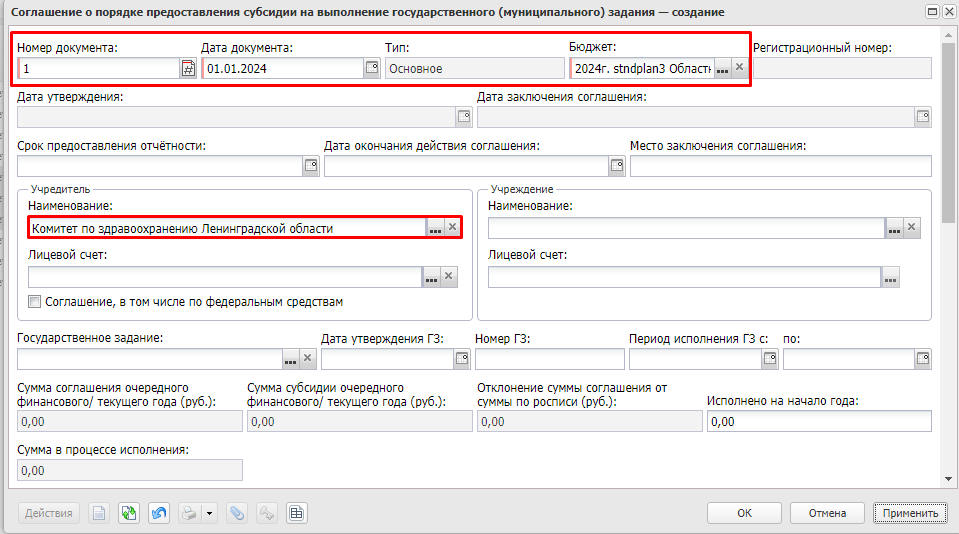 Соглашение о порядке предоставления субсидии на выполнение государственного (муниципального) задания — создание
Номер документа: Дата документа: Тип: Бюджет: Регистрационный номер:
1 01.01.2024 Основное 2024г. stndplan3 Област
Дата утверждения: Дата заключения соглашения:
Срок предоставления отчётности: Дата окончания действия соглашения: Место заключения соглашения:
Учредитель Учреждение
Наименование: Наименование:
Комитет по здравоохранению Ленинградской области
Лицевой счет: Лицевой счет:
Соглашение, в том числе по федеральным средствам
Государственное задание: Дата утверждения ГЗ: Номер ГЗ: Период исполнения ГЗ с: по:
Сумма соглашения очередного Сумма субсидии очередного Отклонение суммы соглашения от
финансового/ текущего года (руб.): финансового/ текущего года (руб.): суммы по росписи (руб.): Исполнено на начало года:
0,00 0,00 0,00 0,00
Сумма в процессе исполнения:
0,00
Действия ОК Отмена Применить